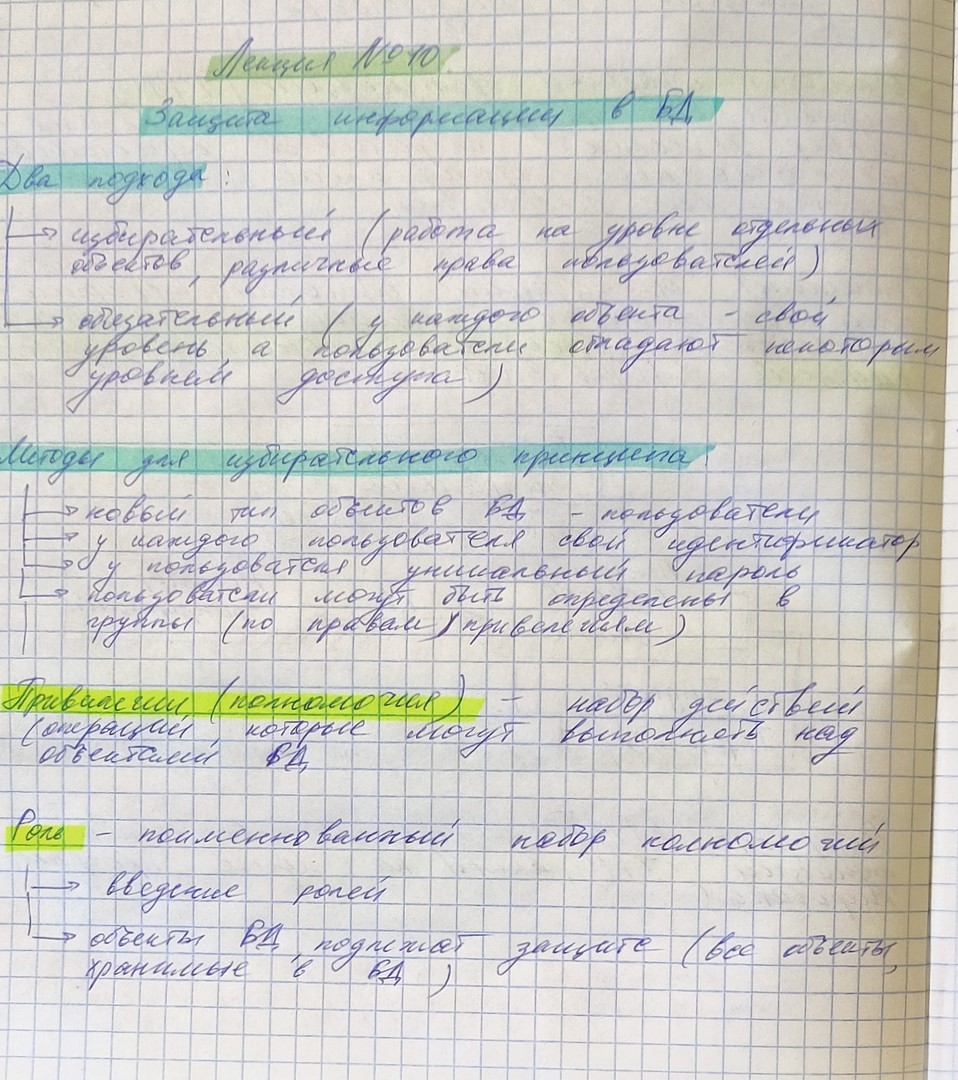 Лекция №10.
Защита информации в БД
Два подхода:
→ избирательный (работа на уровне отдельных
объектов, различные права пользователей)
→ обязательный (у каждого объекта - свой
уровень, а пользователи обладают некоторым
уровнем доступа)
Методы для избирательного принципа:
→ новый тип объектов БД - пользователи
→ у каждого пользователя свой идентификатор
→ у пользователя уникальный пароль
→ пользователи могут быть определены в
группы (по правам / привелегиям)
Привилегии (полномочия) - набор действий
(операций, которые могут выполнять над
объектами БД
Роль - поименнованный набор полномочий
→ введение ролей
→ объекты БД, подлежат защите (все объекты,
хранимые в БД)